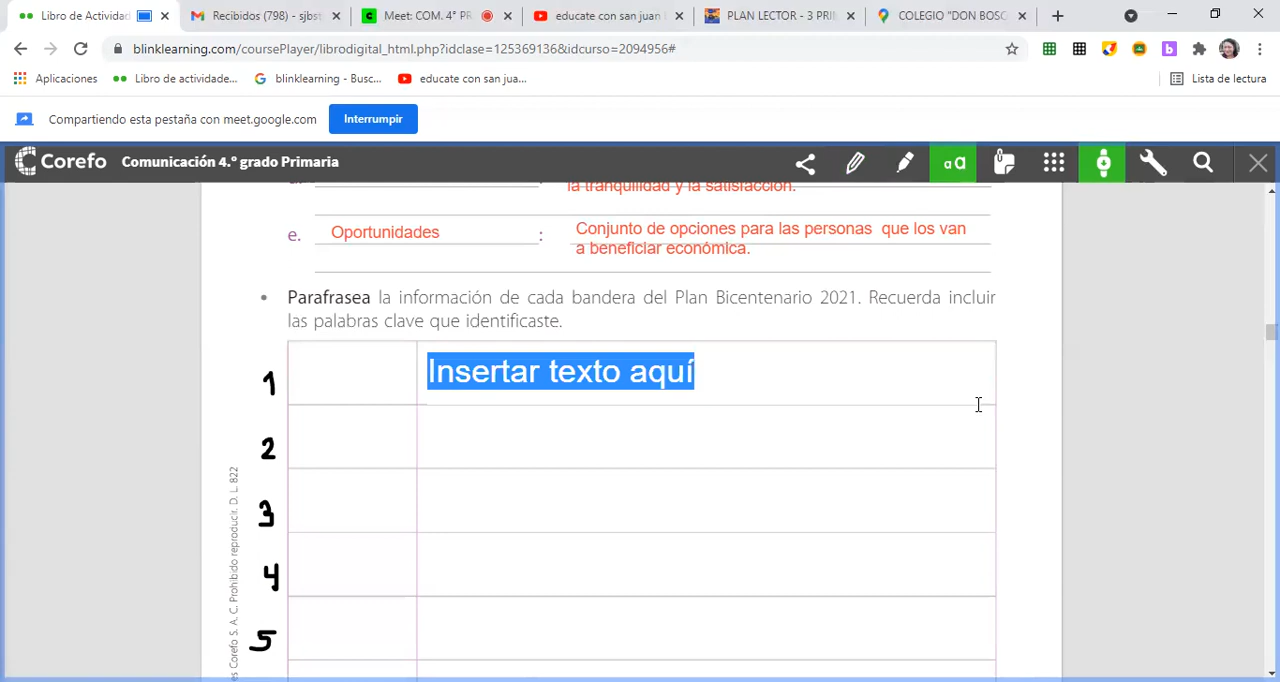 Libro de Actividad
Recibidos (798) - sjbst
Meet: COM. 4° PR
educate con san juan
PLAN LECTOR - 3 PRI
COLEGIO "DON BOSC
blinklearning.com/coursePlayer/librodigital_html.php?idclase=125369136&idcurso=2094956#
Aplicaciones
Libro de actividade...
blinklearning - Busc...
educate con san jua...
Lista de lectura
Compartiendo esta pestaña con meet.google.com
Interrumpir
Corefo
Comunicación 4.º grado Primaria
a a
la tranquilidad y la satisfacción.
e. Oportunidades : Conjunto de opciones para las personas que los van
a beneficiar económica.
• Parafrasea la información de cada bandera del Plan Bicentenario 2021. Recuerda incluir
las palabras clave que identificaste.
1 Insertar texto aquí
2
3
4
5
es Corefo S. A. C. Prohibido reproducir. D. L. 822